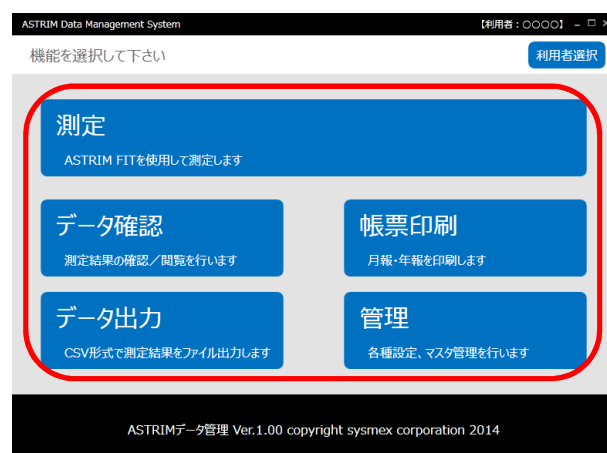 ASTRIM Data Management System 【利用者：○○○○】
機能を選択して下さい 利用者選択
測定
ASTRIM FITを使用して測定します
データ確認
測定結果の確認／閲覧を行います
帳票印刷
月報・年報を印刷します
データ出力
CSV形式で測定結果をファイル出力します
管理
各種設定、マスタ管理を行います
ASTRIMデータ管理 Ver.1.00 copyright sysmex corporation 2014